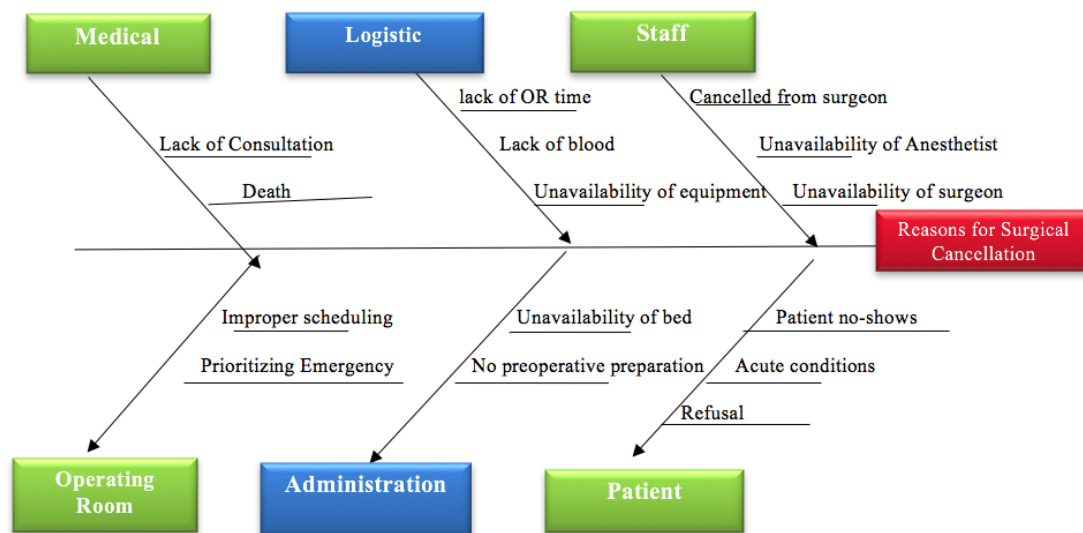 Medical
Logistic
Staff
lack of OR time
Cancelled from surgeon
Lack of Consultation
Lack of blood
Unavailability of Anesthetist
Death
Unavailability of equipment
Unavailability of surgeon
Reasons for Surgical
Cancellation
Improper scheduling
Unavailability of bed
Patient no-shows
Prioritizing Emergency
No preoperative preparation
Acute conditions
Refusal
Operating
Room
Administration
Patient